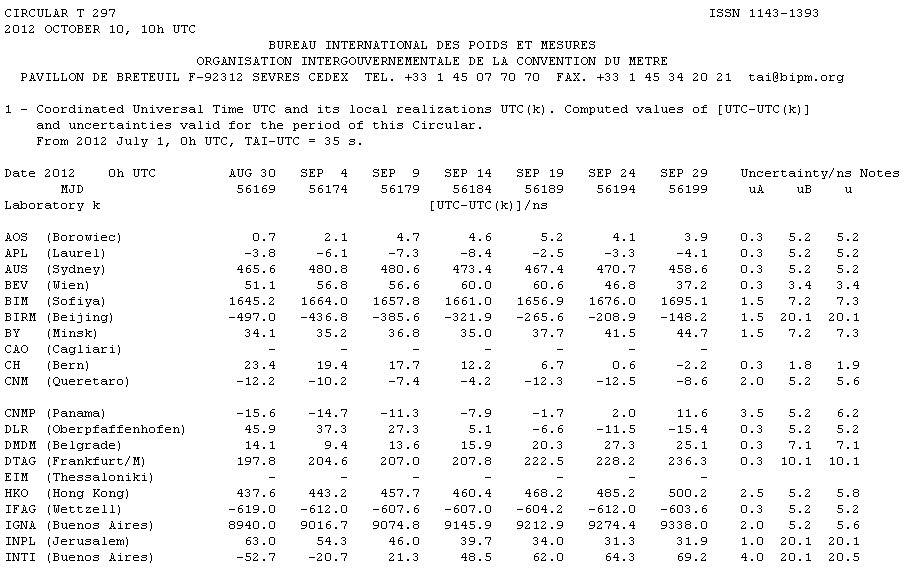 CIRCULAR T 297 ISSN 1143-1393
2012 OCTOBER 10, 10h UTC
BUREAU INTERNATIONAL DES POIDS ET MESURES
ORGANISATION INTERGOUVERNEMENTALE DE LA CONVENTION DU METRE
PAVILLON DE BRETEUIL F-92312 SEVRES CEDEX TEL. +33 1 45 07 70 70 FAX. +33 1 45 34 20 21 tai@bipm.org
1 - Coordinated Universal Time UTC and its local realizations UTC(k). Computed values of [UTC-UTC(k)]
and uncertainties valid for the period of this Circular.
From 2012 July 1, 0h UTC, TAI-UTC = 35 s.
Date 2012 0h UTC AUG 30 SEP 4 SEP 9 SEP 14 SEP 19 SEP 24 SEP 29 Uncertainty/ns Notes
MJD 56169 56174 56179 56184 56189 56194 56199 uA uB u
Laboratory k [UTC-UTC(k)]/ns
AOS (Borowiec) 0.7 2.1 4.7 4.6 5.2 4.1 3.9 0.3 5.2 5.2
APL (Laurel) -3.8 -6.1 -7.3 -8.4 -2.5 -3.3 -4.1 0.3 5.2 5.2
AUS (Sydney) 465.6 480.8 480.6 473.4 467.4 470.7 458.6 0.3 5.2 5.2
BEV (Wien) 51.1 56.8 56.6 60.0 60.6 46.8 37.2 0.3 3.4 3.4
BIM (Sofiya) 1645.2 1664.0 1657.8 1661.0 1656.9 1676.0 1695.1 1.5 7.2 7.3
BIRM (Beijing) -497.0 -436.8 -385.6 -321.9 -265.6 -208.9 -148.2 1.5 20.1 20.1
BY (Minsk) 34.1 35.2 36.8 35.0 37.7 41.5 44.7 1.5 7.2 7.3
CAO (Cagliari) - - - - - - -
CH (Bern) 23.4 19.4 17.7 12.2 6.7 0.6 -2.2 0.3 1.8 1.9
CNM (Queretaro) -12.2 -10.2 -7.4 -4.2 -12.3 -12.5 -8.6 2.0 5.2 5.6
CNMP (Panama) -15.6 -14.7 -11.3 -7.9 -1.7 2.0 11.6 3.5 5.2 6.2
DLR (Oberpfaffenhofen) 45.9 37.3 27.3 5.1 -6.6 -11.5 -15.4 0.3 5.2 5.2
DMDM (Belgrade) 14.1 9.4 13.6 15.9 20.3 27.3 25.1 0.3 7.1 7.1
DTAG (Frankfurt/M) 197.8 204.6 207.0 207.8 222.5 228.2 236.3 0.3 10.1 10.1
EIM (Thessaloniki) - - - - - - -
HKO (Hong Kong) 437.6 443.2 457.7 460.4 468.2 485.2 500.2 2.5 5.2 5.8
IFAG (Wettzell) -619.0 -612.0 -607.6 -607.0 -604.2 -612.0 -603.6 0.3 5.2 5.2
IGNA (Buenos Aires) 8940.0 9016.7 9074.8 9145.9 9212.9 9274.4 9338.0 2.0 5.2 5.6
INPL (Jerusalem) 63.0 54.3 46.0 39.7 34.0 31.3 31.9 1.0 20.1 20.1
INTI (Buenos Aires) -52.7 -20.7 21.3 48.5 62.0 64.3 69.2 4.0 20.1 20.5